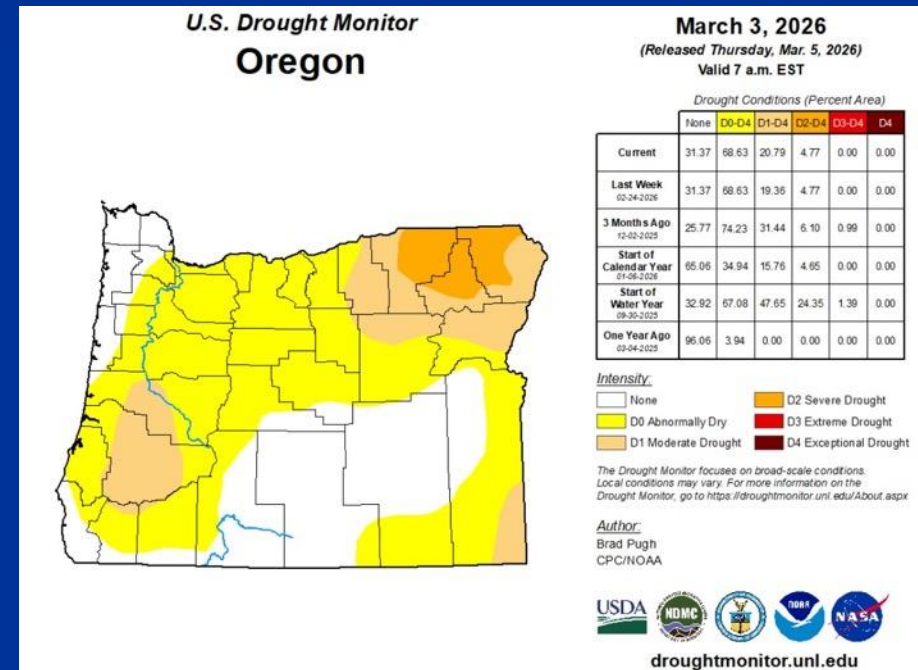 U.S. Drought Monitor
Oregon
March 3, 2026
(Released Thursday, Mar. 5, 2026)
Valid 7 a.m. EST
Drought Conditions (Percent Area)
None D0-D4 D1-D4 D2-D4 D3-D4 D4
Current 31.37 68.63 20.79 4.77 0.00 0.00
Last Week 31.37 68.63 19.36 4.77 0.00 0.00
02-24-2026
3 Months Ago 25.77 74.23 31.44 6.10 0.99 0.00
12-02-2025
Start of
Calendar Year 65.06 34.94 15.76 4.65 0.00 0.00
01-06-2026
Start of
Water Year 32.92 67.08 47.65 24.35 1.39 0.00
09-30-2025
One Year Ago 96.06 3.94 0.00 0.00 0.00 0.00
03-04-2025
Intensity:
None
D0 Abnormally Dry
D1 Moderate Drought
D2 Severe Drought
D3 Extreme Drought
D4 Exceptional Drought
The Drought Monitor focuses on broad-scale conditions.
Local conditions may vary. For more information on the
Drought Monitor, go to https://droughtmonitor.unl.edu/About.aspx
Author:
Brad Pugh
CPC/NOAA
USDA
NDMC
NOAA
NASA
droughtmonitor.unl.edu